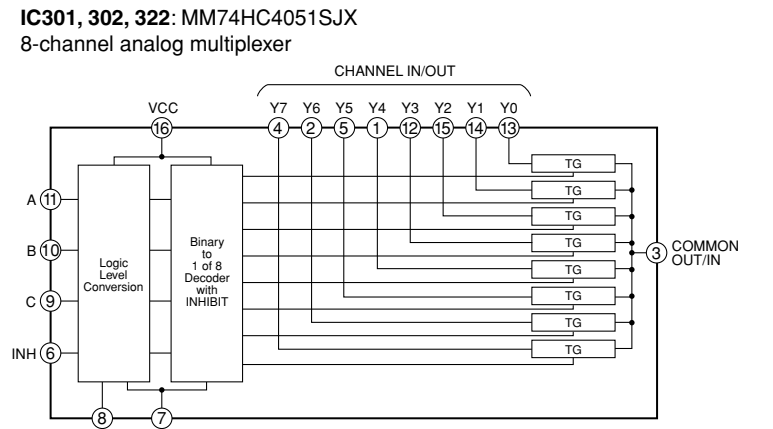 IC301, 302, 322: MM74HC4051SJX
8-channel analog multiplexer
CHANNEL IN/OUT
VCC Y7 Y6 Y5 Y4 Y3 Y2 Y1 Y0
16 4 2 5 1 12 15 14 13
TG
TG
TG
TG
TG
TG
TG
TG
A 11
B 10
C 9
INH 6
Logic
Level
Conversion
Binary
to
1 of 8
Decoder
with
INHIBIT
3 COMMON
OUT/IN
8 7